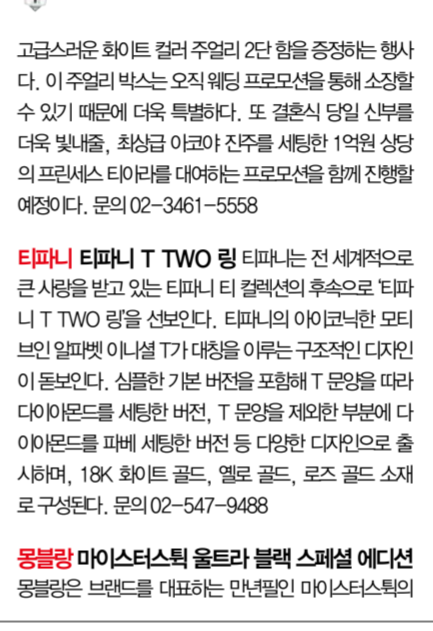 고급스러운 화이트 컬러 주얼리 2단 함을 증정하는 행사
다. 이 주얼리 박스는 오직 웨딩 프로모션을 통해 소장할
수 있기 때문에 더욱 특별하다. 또 결혼식 당일 신부를
더욱 빛내줄, 최상급 아코야 진주를 세팅한 1억원 상당
의 프린세스 티아라를 대여하는 프로모션을 함께 진행할
예정이다. 문의 02-3461-5558
티파니 티파니 T TWO 링 티파니는 전 세계적으로
큰 사랑을 받고 있는 티파니 티 컬렉션의 후속으로 ‘티파
니 T TWO 링’을 선보인다. 티파니의 아이코닉한 모티
브인 알파벳 이니셜 T가 대칭을 이루는 구조적인 디자인
이 돋보인다. 심플한 기본 버전을 포함해 T 문양을 따라
다이아몬드를 세팅한 버전, T 문양을 제외한 부분에 다
이아몬드를 파베 세팅한 버전 등 다양한 디자인으로 출
시하며, 18K 화이트 골드, 옐로 골드, 로즈 골드 소재
로 구성된다. 문의 02-547-9488
몽블랑 마이스터스튁 울트라 블랙 스페셜 에디션
몽블랑은 브랜드를 대표하는 만년필인 마이스터스튁의